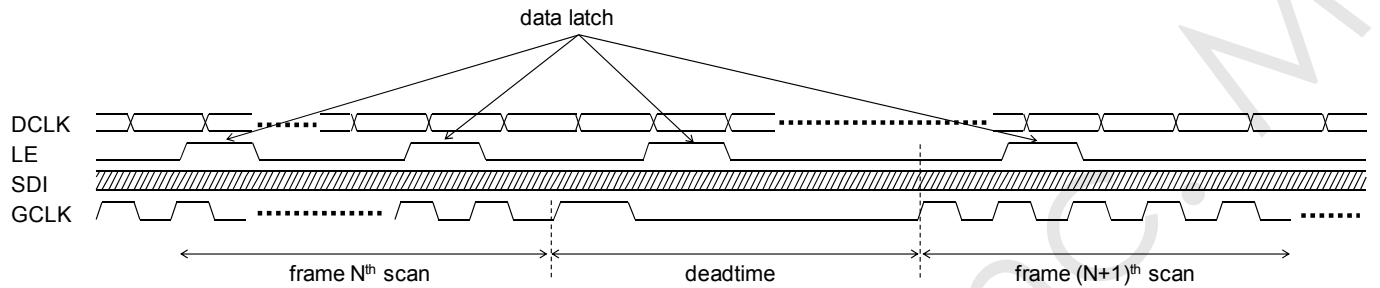 data latch
DCLK
LE
SDI
GCLK
frame Nth scan
deadtime
frame (N+1)th scan